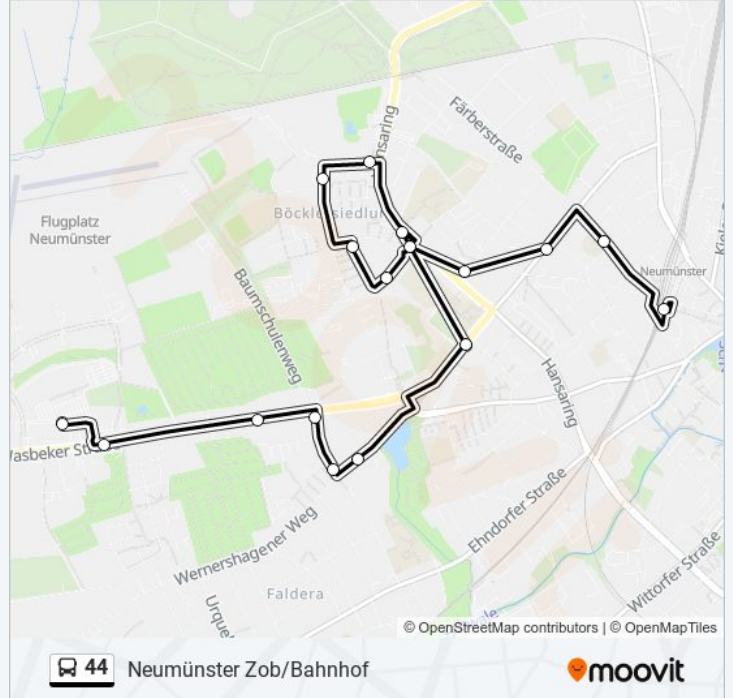 Färberstraße
Hansaring
Böcklersiedlung
Flugplatz
Neumünster
Neumünster
Baumschulenweg
Hansaring
Wasbeker Straße
Ehndorfer Straße
Wernershagener Weg
Wittorfer Straße
Faldera
© OpenStreetMap contributors | © OpenMapTiles
44 Neumünster Zob/Bahnhof
moovit